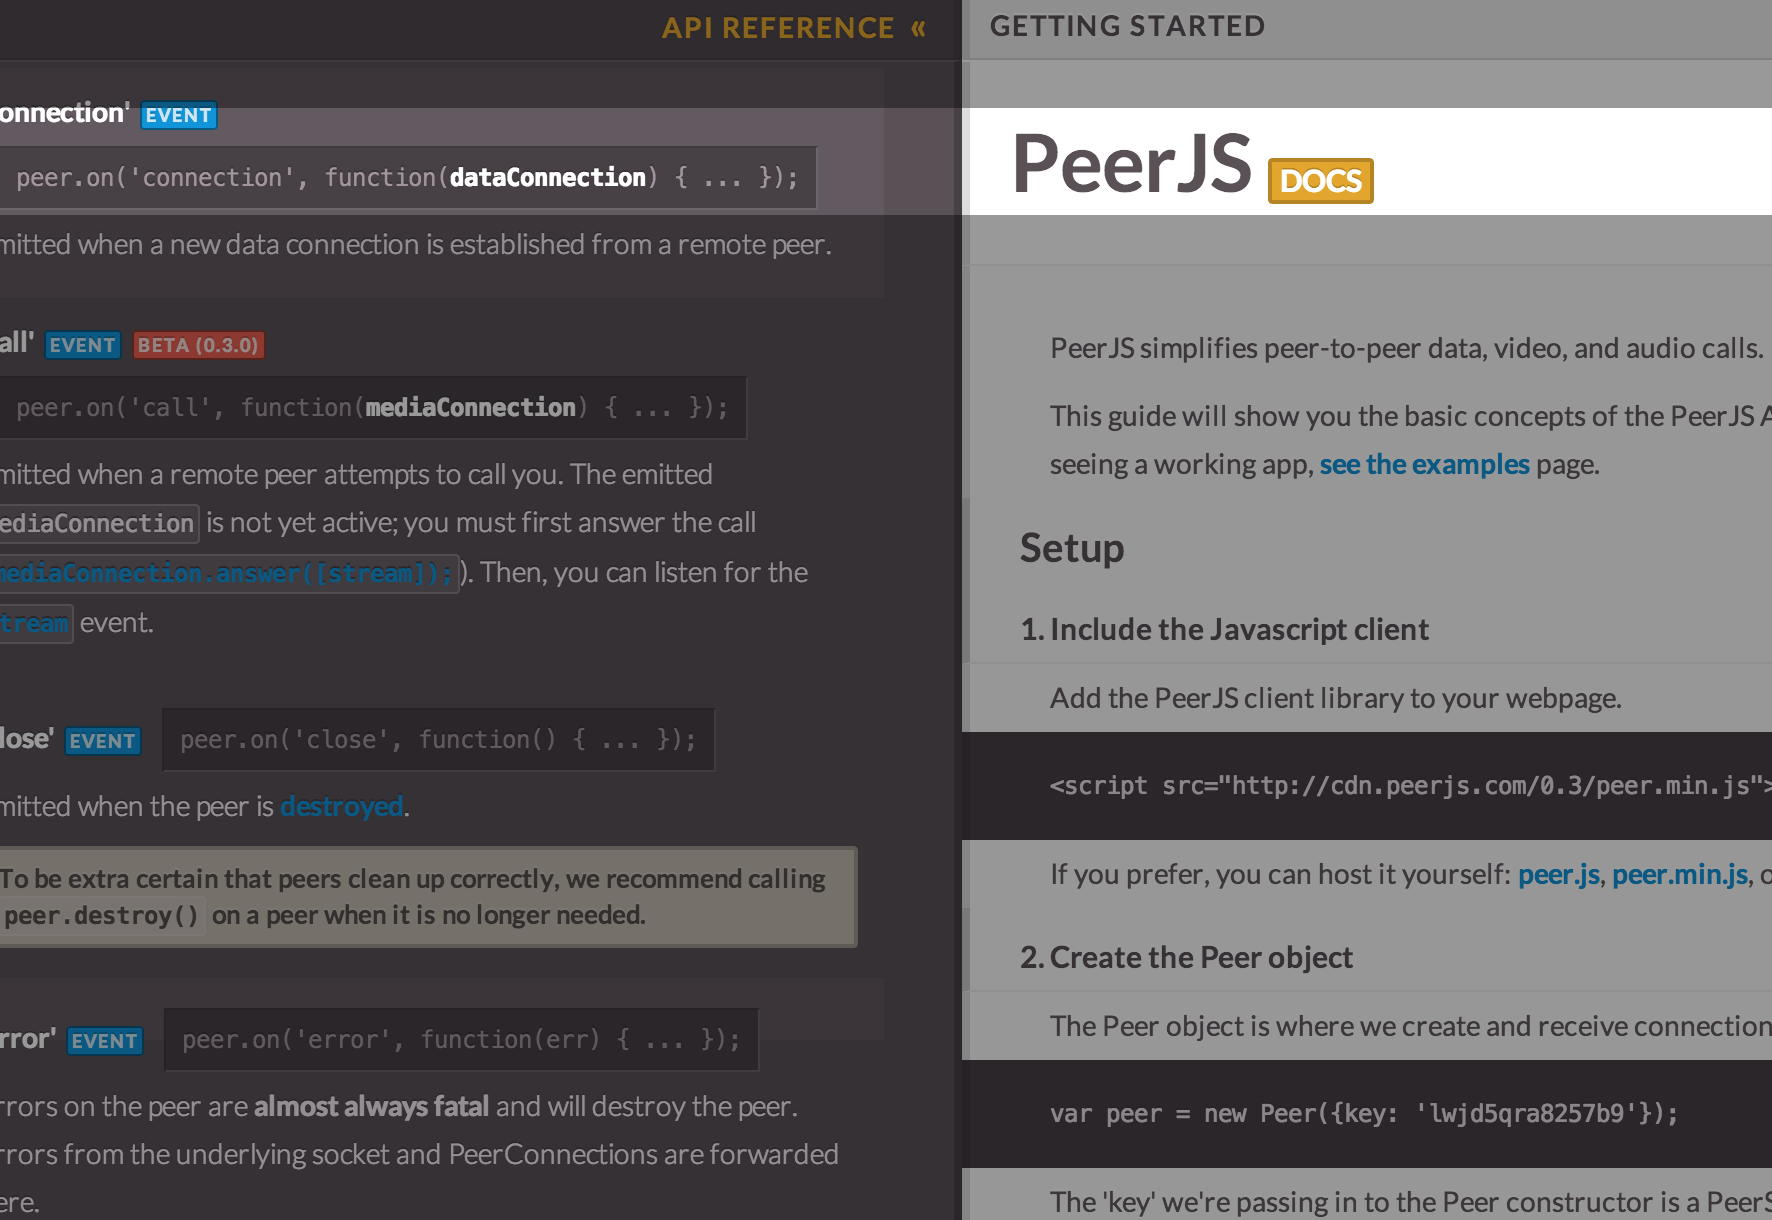 API REFERENCE «
onnection' EVENT
peer.on('connection', function(dataConnection) { ... });
mitted when a new data connection is established from a remote peer.
all' EVENT BETA (0.3.0)
peer.on('call', function(mediaConnection) { ... });
mitted when a remote peer attempts to call you. The emitted
ediaConnection is not yet active; you must first answer the call
mediaConnection.answer([stream]);). Then, you can listen for the
tream event.
lose' EVENT peer.on('close', function() { ... });
mitted when the peer is destroyed.
To be extra certain that peers clean up correctly, we recommend calling
peer.destroy() on a peer when it is no longer needed.
rror' EVENT peer.on('error', function(err) { ... });
rrors on the peer are almost always fatal and will destroy the peer.
rrors from the underlying socket and PeerConnections are forwarded
ere.
GETTING STARTED
PeerJS DOCS
PeerJS simplifies peer-to-peer data, video, and audio calls.
This guide will show you the basic concepts of the PeerJS A
seeing a working app, see the examples page.
Setup
1. Include the Javascript client
Add the PeerJS client library to your webpage.
<script src="http://cdn.peerjs.com/0.3/peer.min.js">
If you prefer, you can host it yourself: peer.js, peer.min.js, o
2. Create the Peer object
The Peer object is where we create and receive connection
var peer = new Peer({key: 'lwjd5qra8257b9'});
The 'key' we're passing in to the Peer constructor is a PeerS